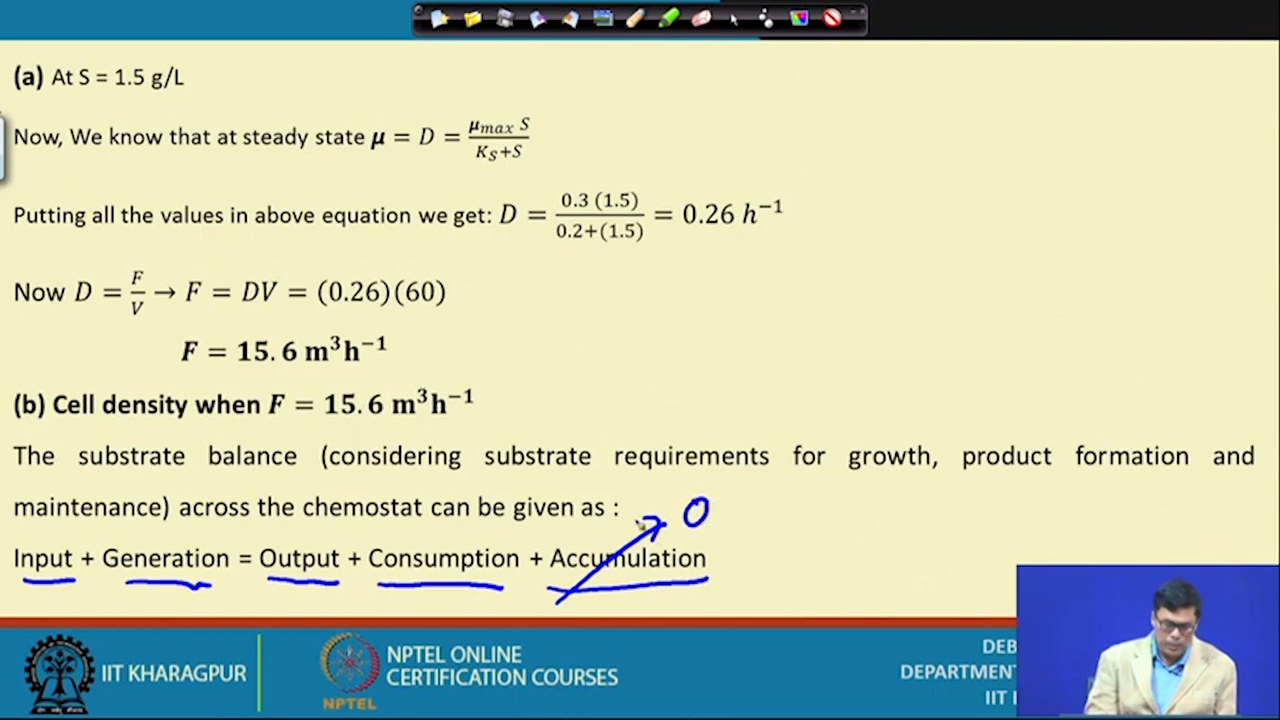 (a) At S = 1.5 g/L
Now, We know that at steady state μ = D = μmax S / KS+S
Putting all the values in above equation we get: D = 0.3 (1.5) / 0.2+(1.5) = 0.26 h⁻¹
Now D = F/V → F = DV = (0.26)(60)
F = 15.6 m³h⁻¹
(b) Cell density when F = 15.6 m³h⁻¹
The substrate balance (considering substrate requirements for growth, product formation and
maintenance) across the chemostat can be given as :
0
Input + Generation = Output + Consumption + Accumulation
IIT KHARAGPUR
NPTEL
NPTEL ONLINE
CERTIFICATION COURSES
DEB
DEPARTMEN
IIT